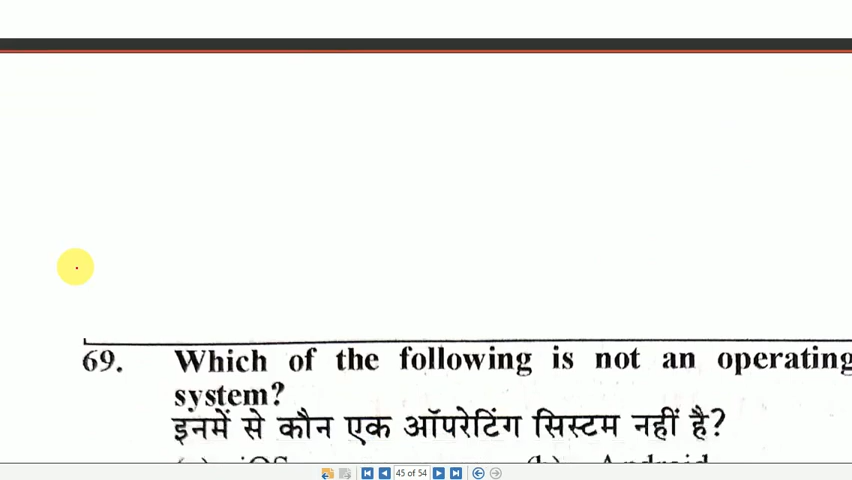 69. Which of the following is not an operating
system?
इनमें से कौन एक ऑपरेटिंग सिस्टम नहीं है?
45 of 54